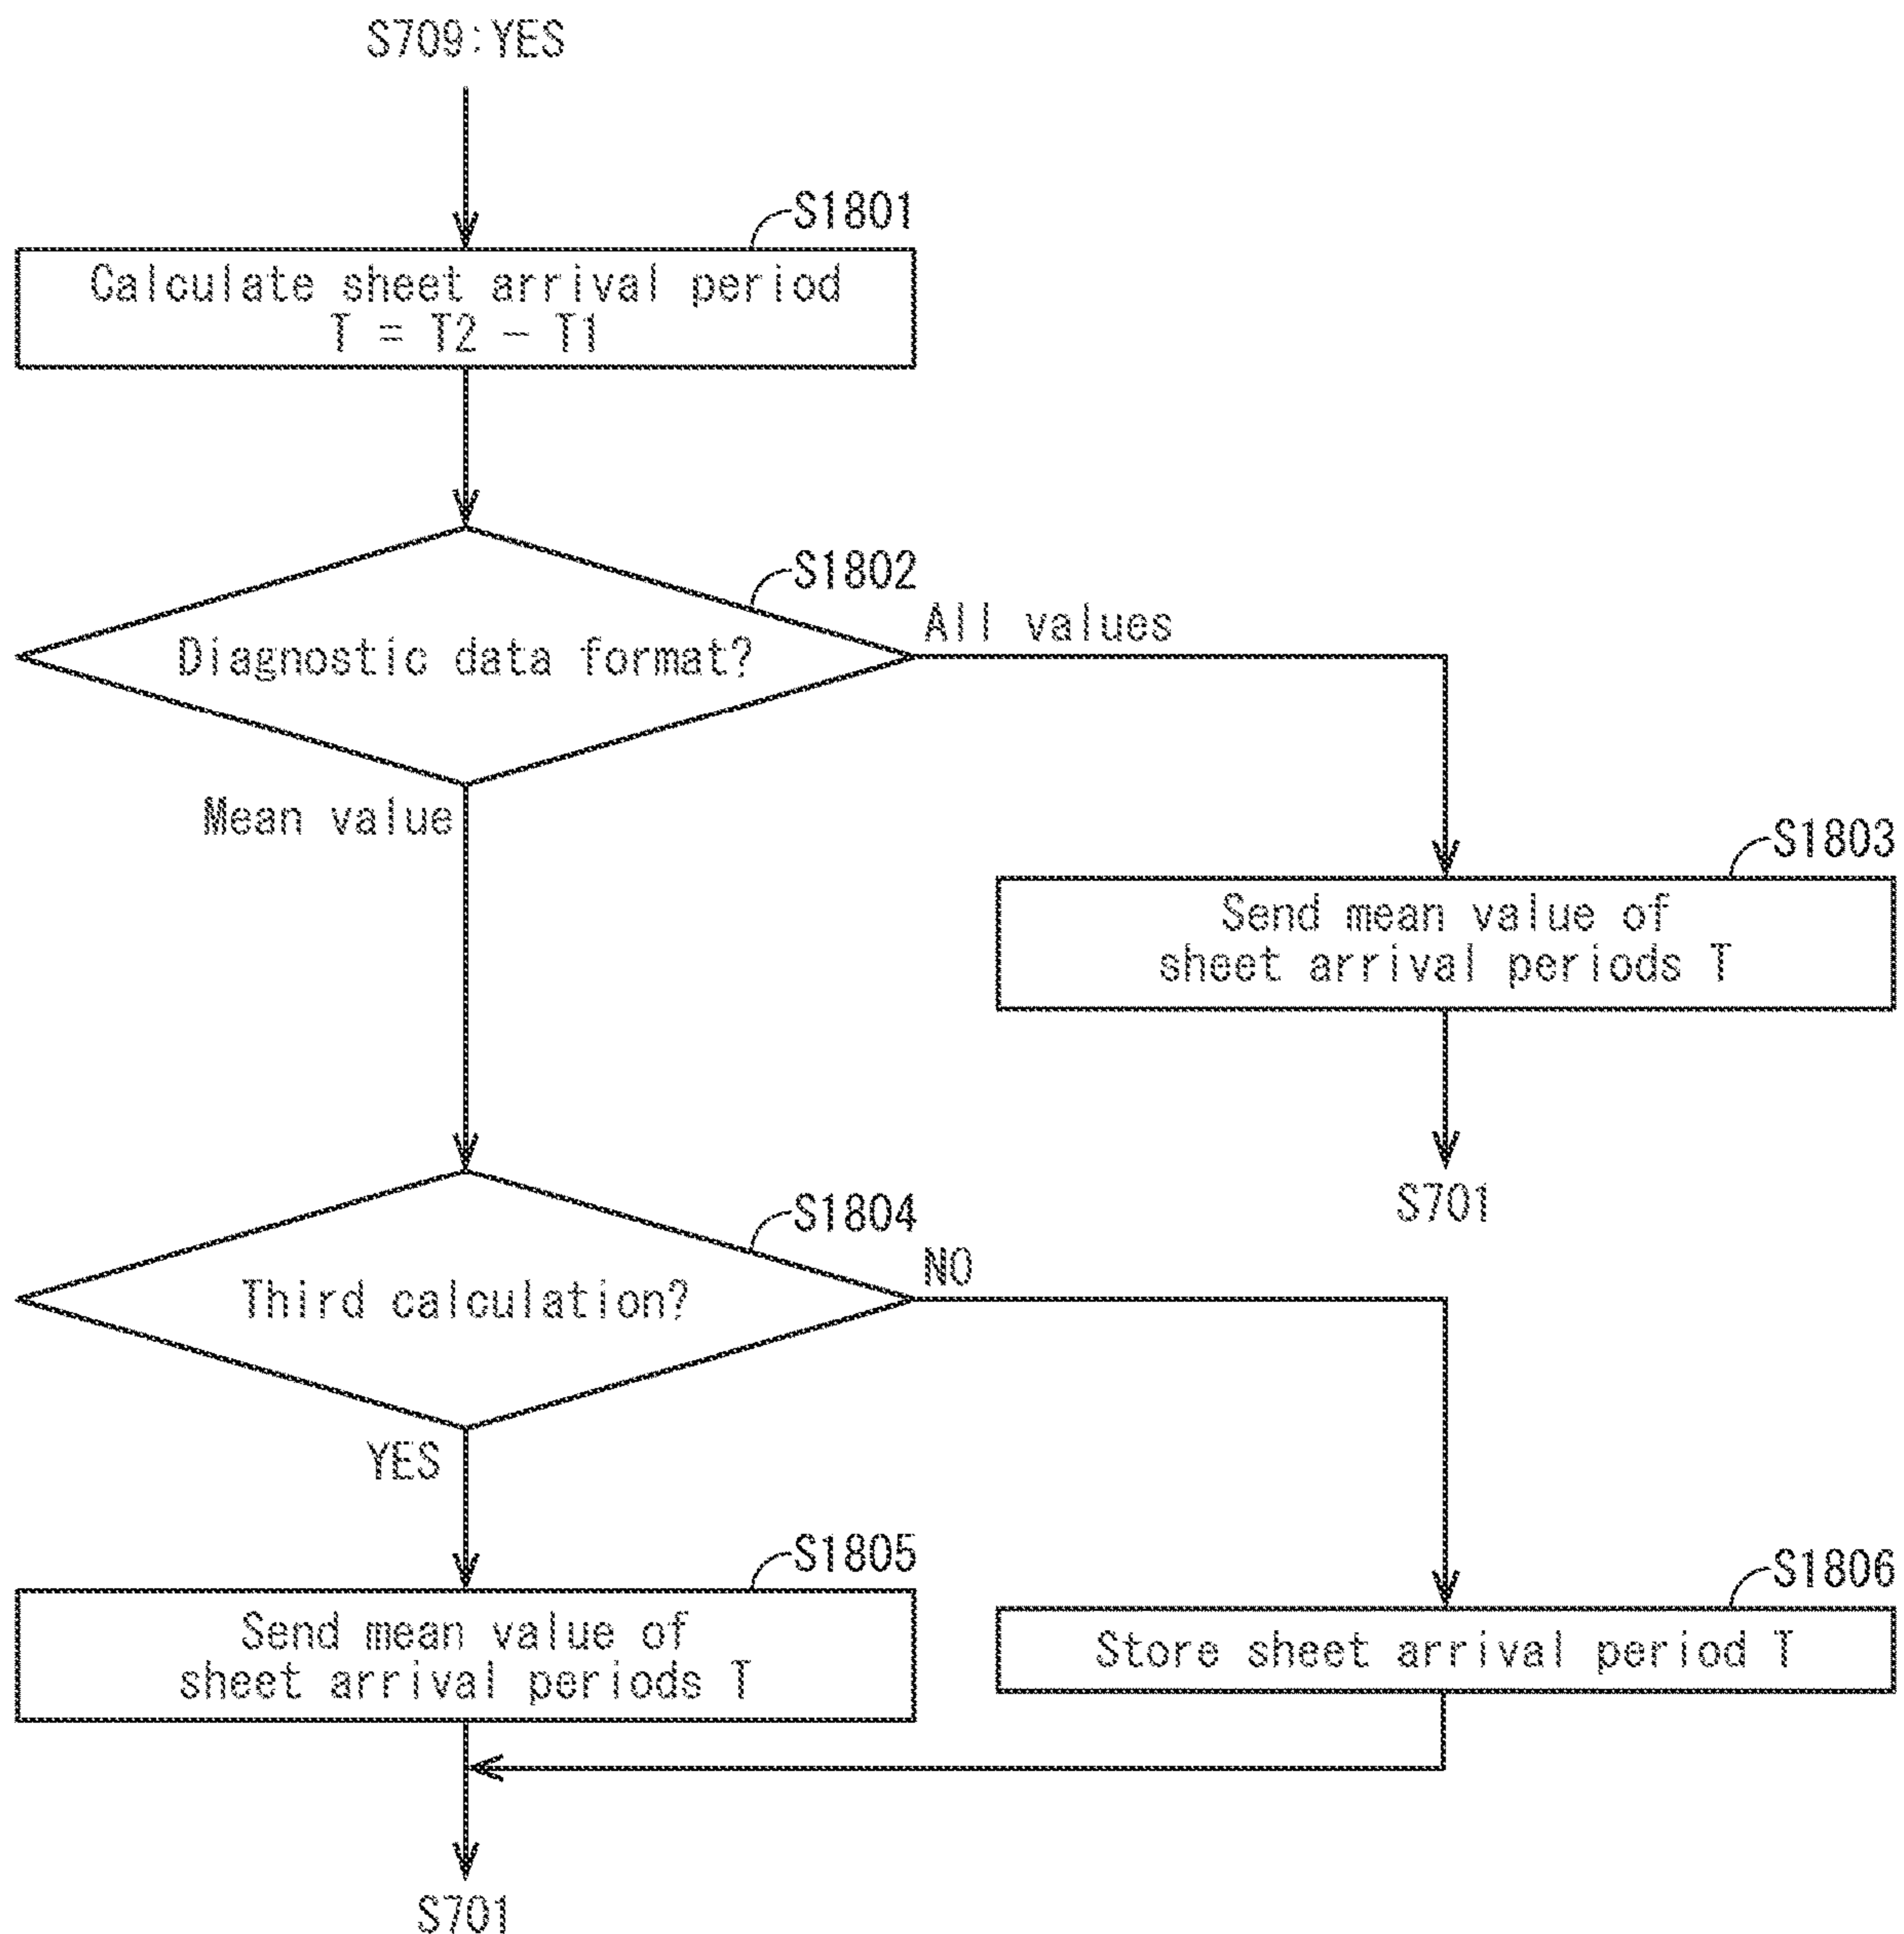 S709:YES
S1801
Calculate sheet arrival period
T = T2 − T1
S1802
Diagnostic data format?
All values
Mean value
S1803
Send mean value of
sheet arrival periods T
S701
S1804
Third calculation?
NO
YES
S1805
Send mean value of
sheet arrival periods T
S1806
Store sheet arrival period T
S701